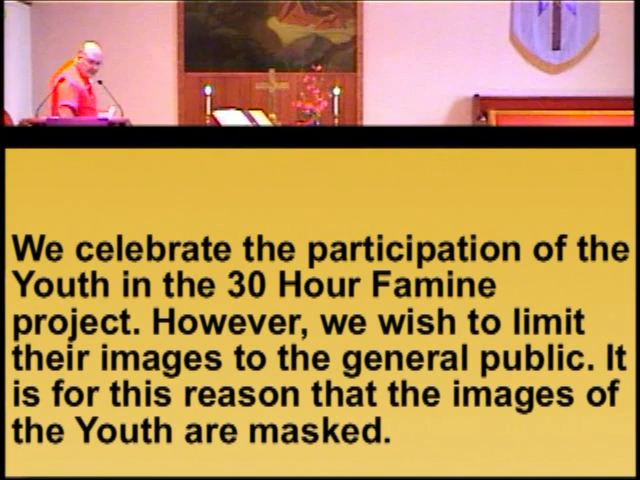 We celebrate the participation of the
Youth in the 30 Hour Famine
project. However, we wish to limit
their images to the general public. It
is for this reason that the images of
the Youth are masked.